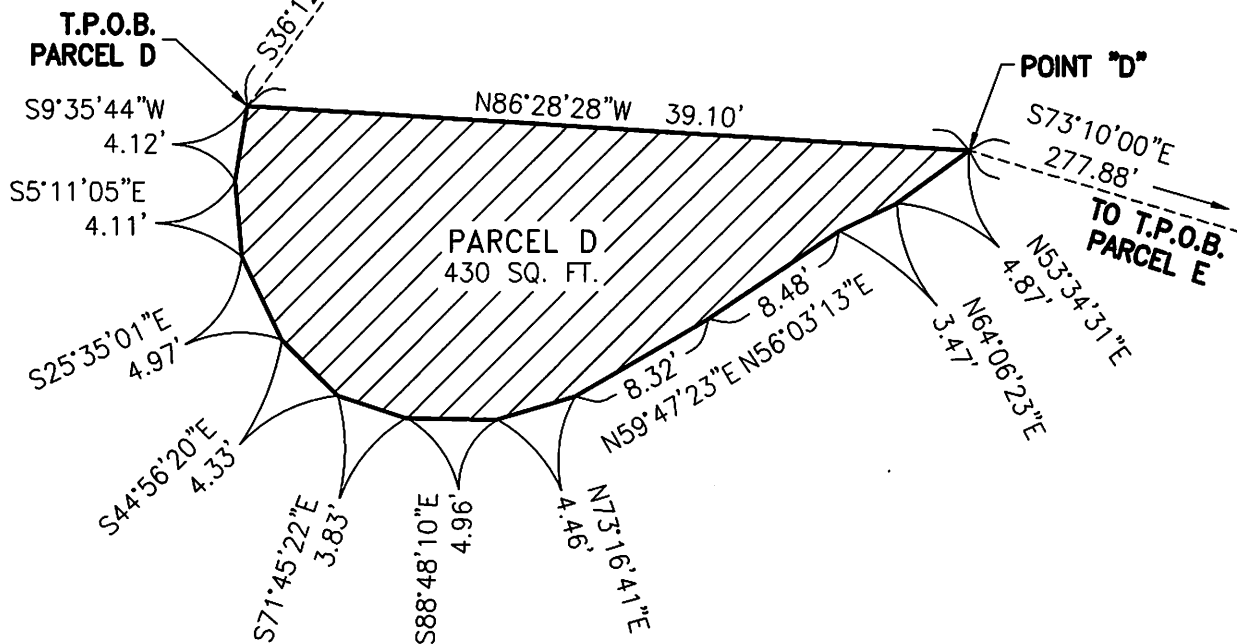 T.P.O.B.
PARCEL D
N86°28'28"W 39.10'
POINT "D"
S73°10'00"E
277.88'
TO T.P.O.B.
PARCEL E
S9°35'44"W
4.12'
S5°11'05"E
4.11'
PARCEL D
430 SQ. FT.
S25°35'01"E
4.97'
S44°56'20"E
4.33'
S71°45'22"E
3.83'
S88°48'10"E
4.96'
N73°16'41"E
4.46'
8.32'
N59°47'23"E
8.48'
N56°03'13"E
N64°06'23"E
3.47'
N53°34'31"E
4.87'